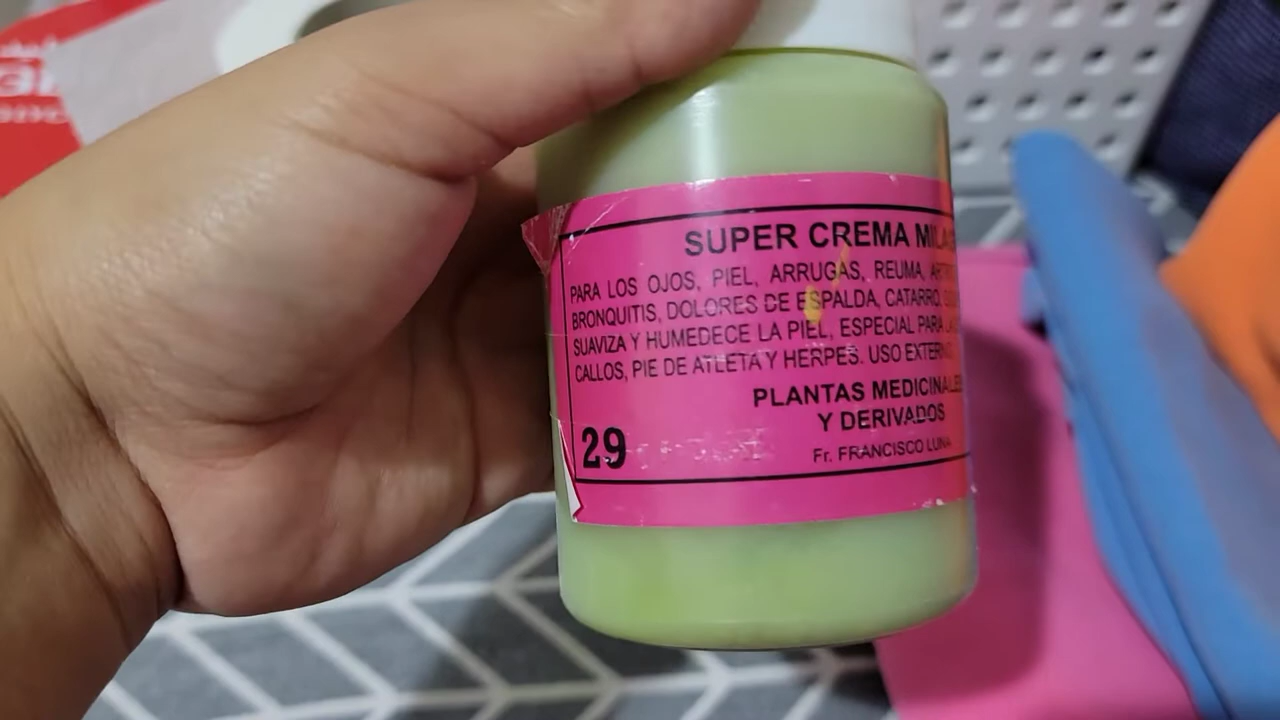 SUPER CREMA
PARA LOS OJOS, PIEL, ARRUGAS, REUMA,
BRONQUITIS, DOLORES DE ESPALDA, CATARRO,
SUAVIZA Y HUMEDECE LA PIEL, ESPECIAL PARA
CALLOS, PIE DE ATLETA Y HERPES. USO
PLANTAS MEDICINALES
Y DERIVADOS
29
Fr. FRANCISCO LUNA